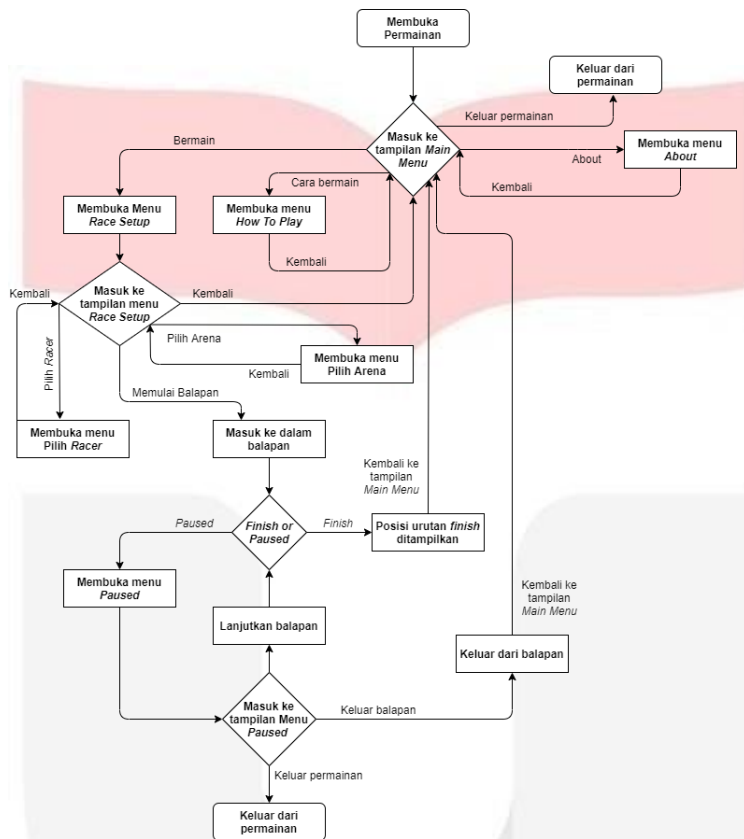 Membuka
Permainan
Keluar dari
permainan
Keluar permainan
Masuk ke
tampilan Main
Menu
Bermain
About
Membuka menu
About
Kembali
Cara bermain
Membuka Menu
Race Setup
Membuka menu
How To Play
Kembali
Kembali
Masuk ke
tampilan menu
Race Setup
Kembali
Pilih Arena
Pilih Racer
Membuka menu
Pilih Arena
Kembali
Memulai Balapan
Membuka menu
Pilih Racer
Masuk ke dalam
balapan
Kembali ke
tampilan
Main Menu
Paused
Finish or
Paused
Finish
Posisi urutan finish
ditampilkan
Membuka menu
Paused
Kembali ke
tampilan
Main Menu
Lanjutkan balapan
Keluar dari balapan
Masuk ke
tampilan Menu
Paused
Keluar balapan
Keluar permainan
Keluar dari
permainan